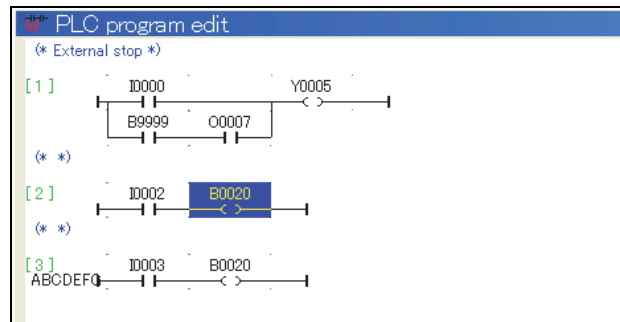 PLC program edit
(* External stop *)
[1] I0000 Y0005
B9999 O0007
(* *)
[2] I0002 B0020
(* *)
[3] I0003 B0020
ABCDEFG